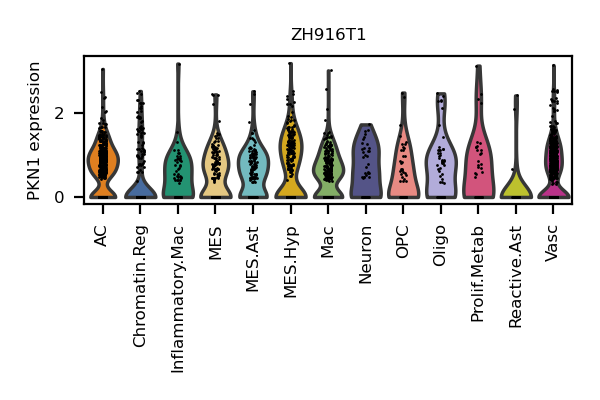 ZH916T1
PKN1 expression
2
0
AC
Chromatin.Reg
Inflammatory.Mac
MES
MES.Ast
MES.Hyp
Mac
Neuron
OPC
Oligo
Prolif.Metab
Reactive.Ast
Vasc